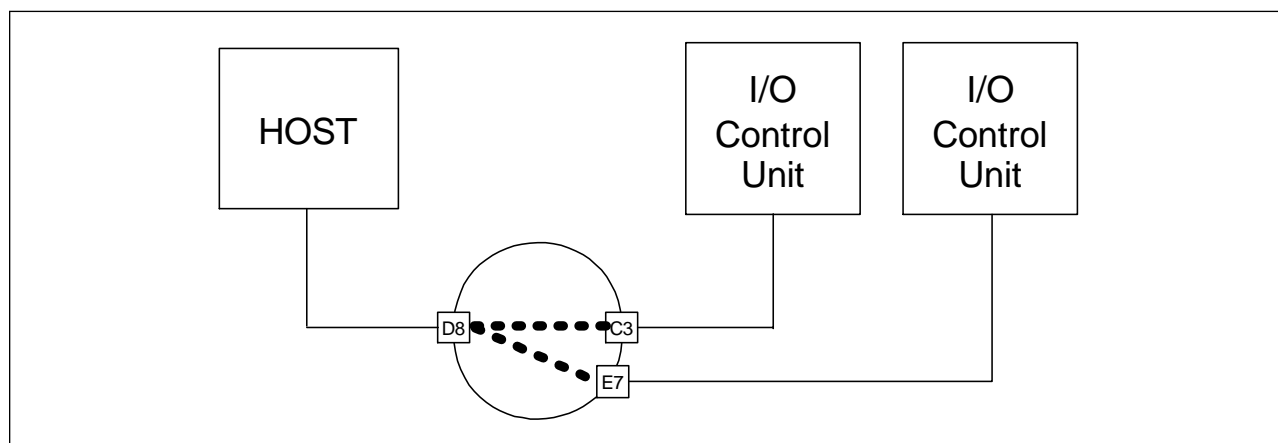 HOST
I/O
Control
Unit
I/O
Control
Unit
D8
C3
E7